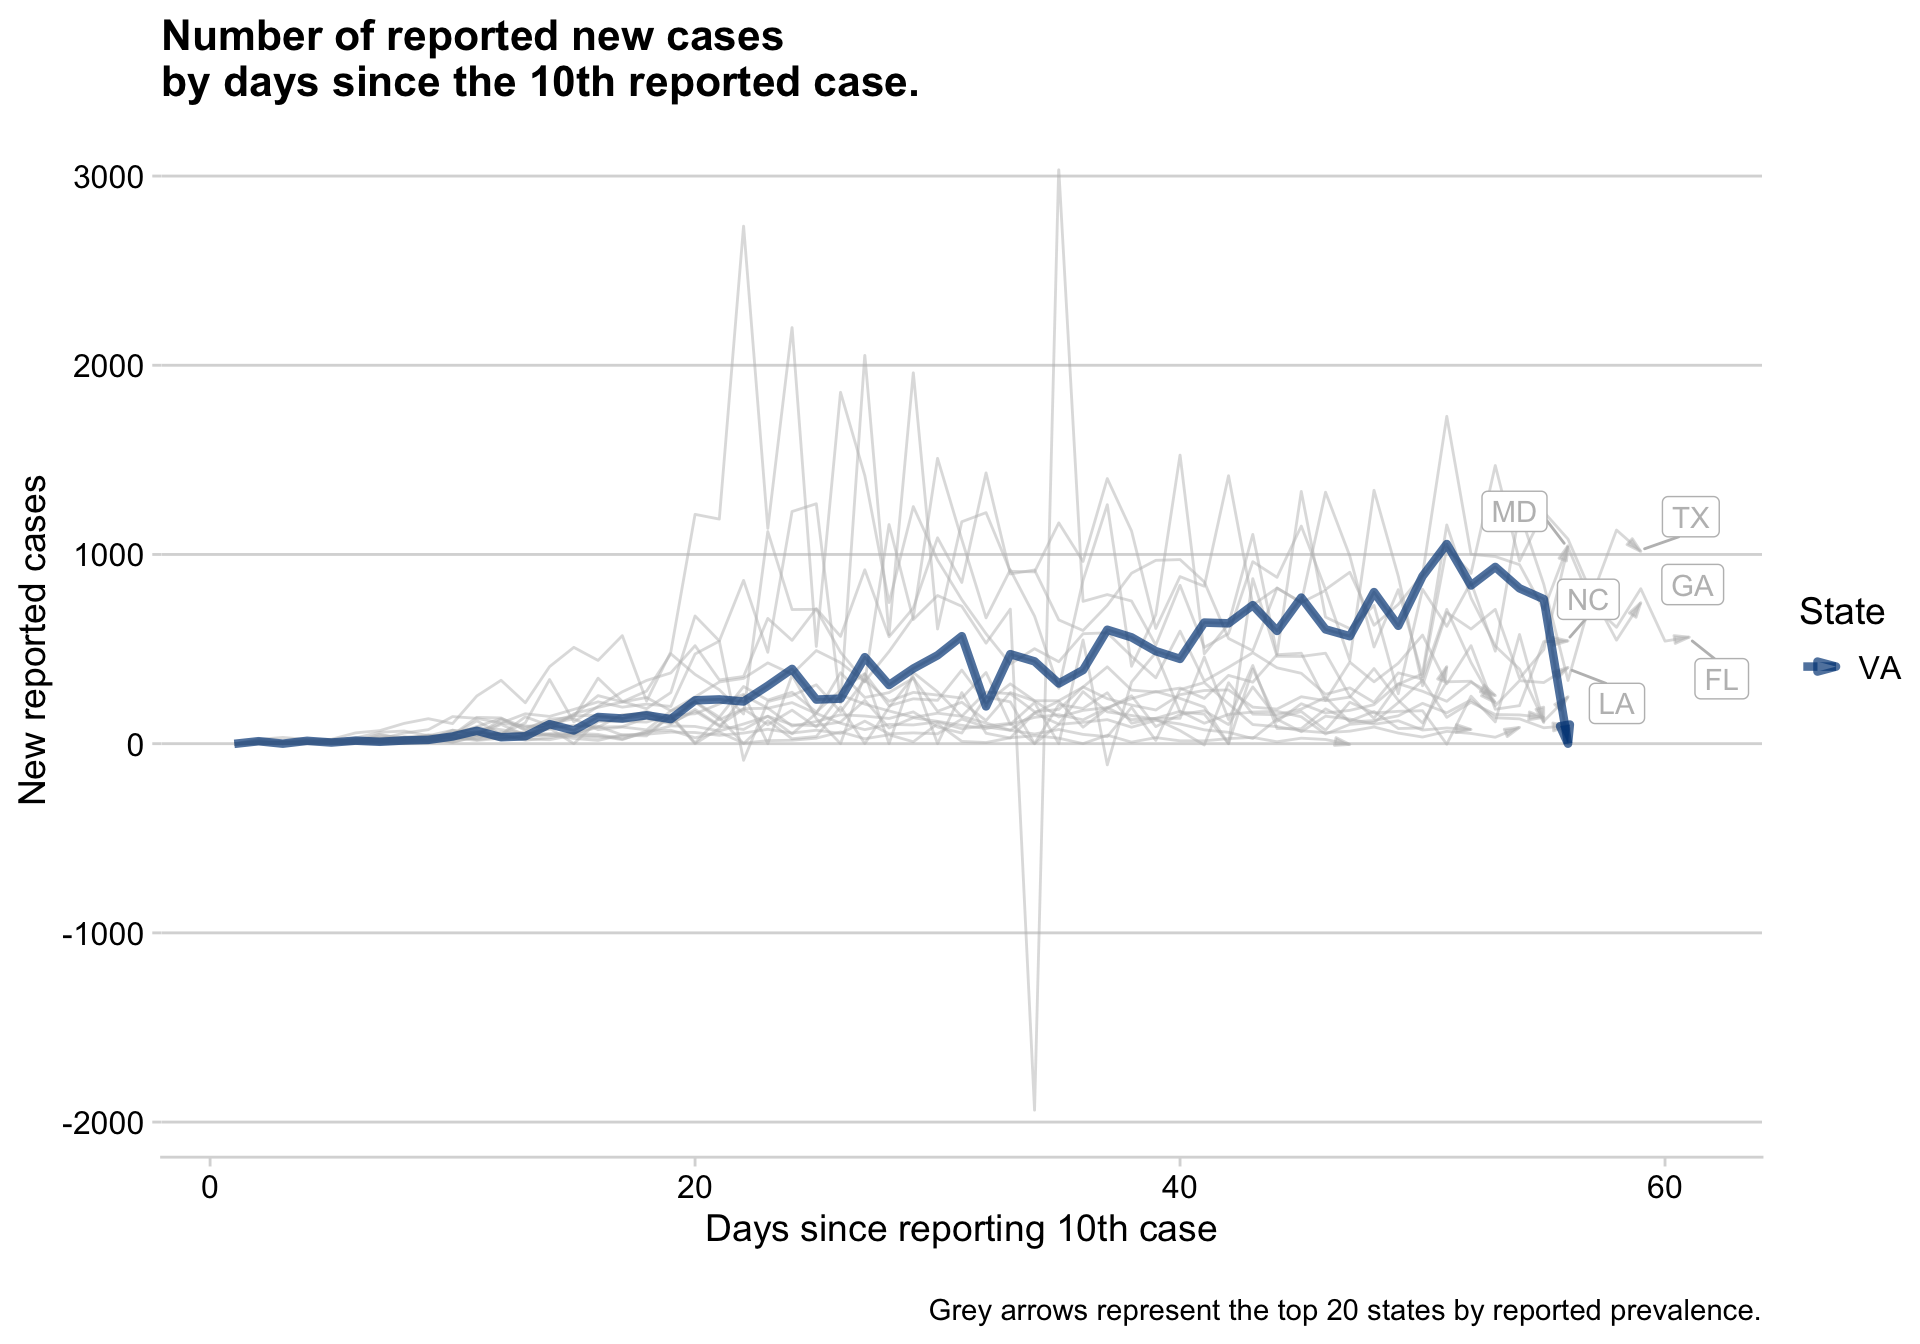 Number of reported new cases
by days since the 10th reported case.
New reported cases
3000
2000
1000
0
-1000
-2000
MD
TX
NC
GA
FL
LA
State
VA
0
20
40
60
Days since reporting 10th case
Grey arrows represent the top 20 states by reported prevalence.